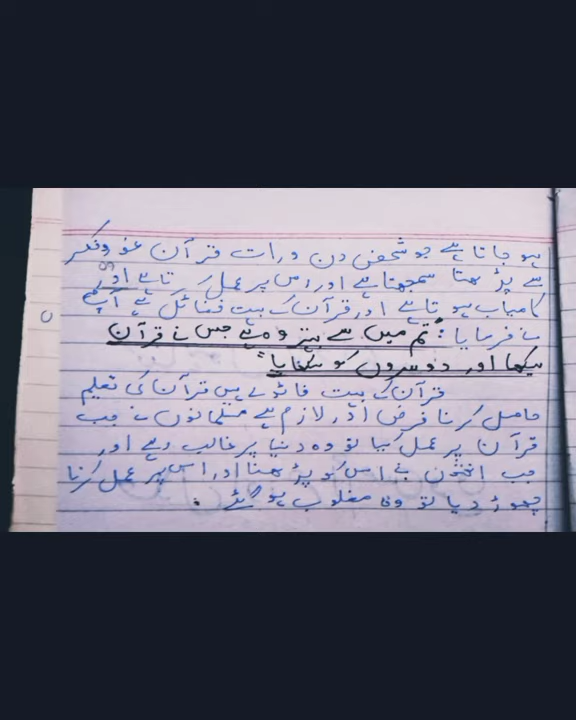 ہو جاتا ہے جو شخص دن ورات قرآن غوروفکر
سے پڑھتا سمجھتا ہے اور اس پر عمل کرتا ہے اور
کامیاب ہوتا ہے اور قرآن کے بہت فضائل ہے آپ
نے فرمایا: "تم میں سے بہتر وہ ہے جس نے قرآن
سیکھا اور دوسروں کو سکھایا"
قرآن کے بہت فائدے ہیں قرآن کی تعلیم
حاصل کرنا فرض اور لازم ہے مسلمانوں نے جب
قرآن پر عمل کیا تو وہ دنیا پر غالب رہے اور
جب انھوں نے اس کو پڑھنا اور اس پر عمل کرنا
چھوڑ دیا تو وہ مغلوب ہو گئے۔